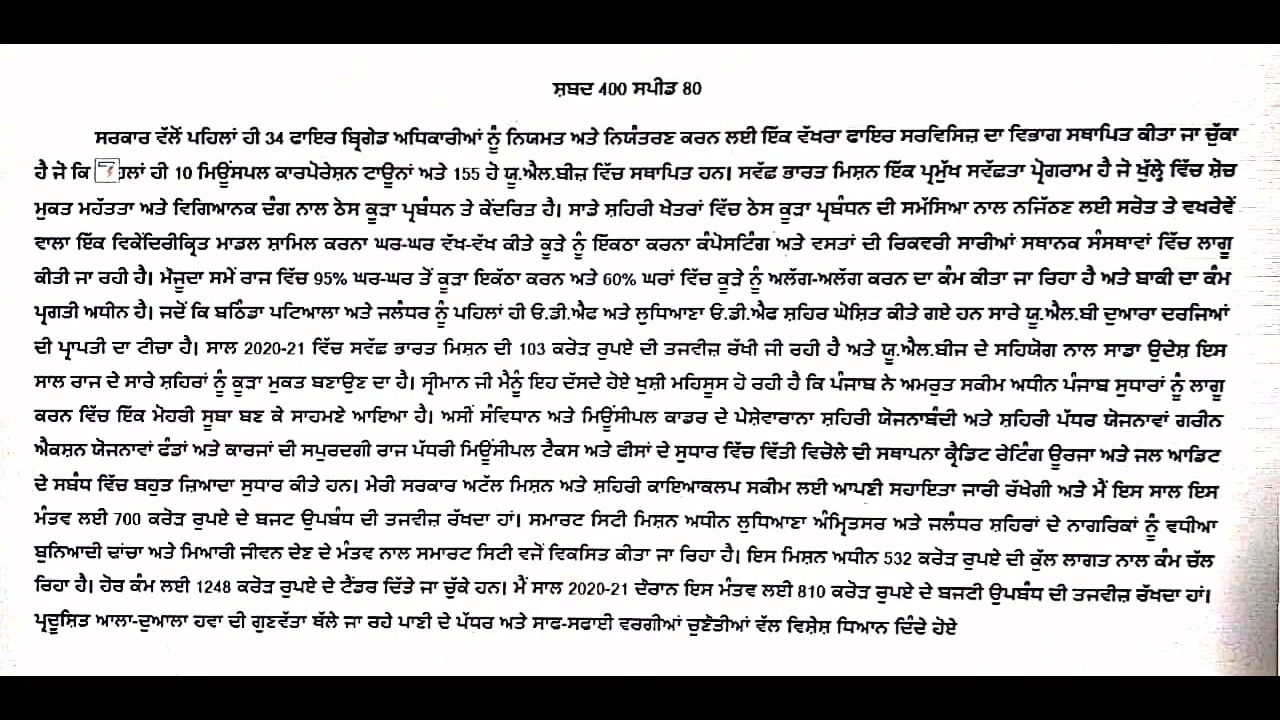 ਸ਼ਬਦ 400 ਸਪੀਡ 80
ਸਰਕਾਰ ਵੱਲੋਂ ਪਹਿਲਾਂ ਹੀ 34 ਫਾਇਰ ਬ੍ਰਿਗੇਡ ਅਧਿਕਾਰੀਆਂ ਨੂੰ ਨਿਯਮਤ ਅਤੇ ਨਿਯੰਤਰਣ ਕਰਨ ਲਈ ਇੱਕ ਵੱਖਰਾ ਫਾਇਰ ਸਰਵਿਸਿਜ਼ ਦਾ ਵਿਭਾਗ ਸਥਾਪਿਤ ਕੀਤਾ ਜਾ ਚੁੱਕਾ
ਹੈ ਜੋ ਕਿ ਹਲਾਂ ਹੀ 10 ਮਿਊਂਸਪਲ ਕਾਰਪੋਰੇਸ਼ਨ ਟਾਊਨਾਂ ਅਤੇ 155 ਹੋ ਯੂ.ਐਲ.ਬੀਜ਼ ਵਿੱਚ ਸਥਾਪਿਤ ਹਨ। ਸਵੱਛ ਭਾਰਤ ਮਿਸ਼ਨ ਇੱਕ ਪ੍ਰਮੁੱਖ ਸਵੱਛਤਾ ਪ੍ਰੋਗਰਾਮ ਹੈ ਜੋ ਖੁੱਲ੍ਹੇ ਵਿੱਚ ਸ਼ੋਚ
ਮੁਕਤ ਮਹੱਤਤਾ ਅਤੇ ਵਿਗਿਆਨਕ ਢੰਗ ਨਾਲ ਠੋਸ ਕੂੜਾ ਪ੍ਰਬੰਧਨ ਤੇ ਕੇਂਦਰਿਤ ਹੈ। ਸਾਡੇ ਸ਼ਹਿਰੀ ਖੇਤਰਾਂ ਵਿੱਚ ਠੋਸ ਕੂੜਾ ਪ੍ਰਬੰਧਨ ਦੀ ਸਮੱਸਿਆ ਨਾਲ ਨਜਿੱਠਣ ਲਈ ਸਰੋਤ ਤੇ ਵਖਰੇਵੇਂ
ਵਾਲਾ ਇੱਕ ਵਿਕੇਂਦਿਰੀਕ੍ਰਿਤ ਮਾਡਲ ਸ਼ਾਮਿਲ ਕਰਨਾ ਘਰ-ਘਰ ਵੱਖ-ਵੱਖ ਕੀਤੇ ਕੂੜੇ ਨੂੰ ਇਕੱਠਾ ਕਰਨਾ ਕੰਪੋਸਟਿੰਗ ਅਤੇ ਵਸਤਾਂ ਦੀ ਰਿਕਵਰੀ ਸਾਰੀਆਂ ਸਥਾਨਕ ਸੰਸਥਾਵਾਂ ਵਿੱਚ ਲਾਗੂ
ਕੀਤੀ ਜਾ ਰਹੀ ਹੈ। ਮੌਜੂਦਾ ਸਮੇਂ ਰਾਜ ਵਿੱਚ 95% ਘਰ-ਘਰ ਤੋਂ ਕੂੜਾ ਇਕੱਠਾ ਕਰਨ ਅਤੇ 60% ਘਰਾਂ ਵਿੱਚ ਕੂੜੇ ਨੂੰ ਅਲੱਗ-ਅਲੱਗ ਕਰਨ ਦਾ ਕੰਮ ਕੀਤਾ ਜਾ ਰਿਹਾ ਹੈ ਅਤੇ ਬਾਕੀ ਦਾ ਕੰਮ
ਪ੍ਰਗਤੀ ਅਧੀਨ ਹੈ। ਜਦੋਂ ਕਿ ਬਠਿੰਡਾ ਪਟਿਆਲਾ ਅਤੇ ਜਲੰਧਰ ਨੂੰ ਪਹਿਲਾਂ ਹੀ ਓ.ਡੀ.ਐਫ ਅਤੇ ਲੁਧਿਆਣਾ ਓ.ਡੀ.ਐਫ ਸ਼ਹਿਰ ਘੋਸ਼ਿਤ ਕੀਤੇ ਗਏ ਹਨ ਸਾਰੇ ਯੂ.ਐਲ.ਬੀ ਦੁਆਰਾ ਦਰਜਿਆਂ
ਦੀ ਪ੍ਰਾਪਤੀ ਦਾ ਟੀਚਾ ਹੈ। ਸਾਲ 2020-21 ਵਿੱਚ ਸਵੱਛ ਭਾਰਤ ਮਿਸ਼ਨ ਦੀ 103 ਕਰੋੜ ਰੁਪਏ ਦੀ ਤਜਵੀਜ਼ ਰੱਖੀ ਜੀ ਰਹੀ ਹੈ ਅਤੇ ਯੂ.ਐਲ.ਬੀਜ ਦੇ ਸਹਿਯੋਗ ਨਾਲ ਸਾਡਾ ਉਦੇਸ਼ ਇਸ
ਸਾਲ ਰਾਜ ਦੇ ਸਾਰੇ ਸ਼ਹਿਰਾਂ ਨੂੰ ਕੂੜਾ ਮੁਕਤ ਬਣਾਉਣ ਦਾ ਹੈ। ਸ੍ਰੀਮਾਨ ਜੀ ਮੈਨੂੰ ਇਹ ਦੱਸਦੇ ਹੋਏ ਖੁਸ਼ੀ ਮਹਿਸੂਸ ਹੋ ਰਹੀ ਹੈ ਕਿ ਪੰਜਾਬ ਨੇ ਅਮਰੁਤ ਸਕੀਮ ਅਧੀਨ ਪੰਜਾਬ ਸੁਧਾਰਾਂ ਨੂੰ ਲਾਗੂ
ਕਰਨ ਵਿੱਚ ਇੱਕ ਮੋਹਰੀ ਸੂਬਾ ਬਣ ਕੇ ਸਾਹਮਣੇ ਆਇਆ ਹੈ। ਅਸੀਂ ਸੰਵਿਧਾਨ ਅਤੇ ਮਿਊਂਸੀਪਲ ਕਾਡਰ ਦੇ ਪੇਸ਼ੇਵਾਰਾਨਾ ਸ਼ਹਿਰੀ ਯੋਜਨਾਬੰਦੀ ਅਤੇ ਸ਼ਹਿਰੀ ਪੱਧਰ ਯੋਜਨਾਵਾਂ ਗਰੀਨ
ਐਕਸ਼ਨ ਯੋਜਨਾਵਾਂ ਫੰਡਾਂ ਅਤੇ ਕਾਰਜਾਂ ਦੀ ਸਪੁਰਦਗੀ ਰਾਜ ਪੱਧਰੀ ਮਿਊਂਸੀਪਲ ਟੈਕਸ ਅਤੇ ਫੀਸਾਂ ਦੇ ਸੁਧਾਰ ਵਿੱਚ ਵਿੱਤੀ ਵਿਚੋਲੇ ਦੀ ਸਥਾਪਨਾ ਕ੍ਰੈਡਿਟ ਰੇਟਿੰਗ ਊਰਜਾ ਅਤੇ ਜਲ ਆਡਿਟ
ਦੇ ਸਬੰਧ ਵਿੱਚ ਬਹੁਤ ਜ਼ਿਆਦਾ ਸੁਧਾਰ ਕੀਤੇ ਹਨ। ਮੇਰੀ ਸਰਕਾਰ ਅਟੱਲ ਮਿਸ਼ਨ ਅਤੇ ਸ਼ਹਿਰੀ ਕਾਇਆਕਲਪ ਸਕੀਮ ਲਈ ਆਪਣੀ ਸਹਾਇਤਾ ਜਾਰੀ ਰੱਖੇਗੀ ਅਤੇ ਮੈਂ ਇਸ ਸਾਲ ਇਸ
ਮੰਤਵ ਲਈ 700 ਕਰੋੜ ਰੁਪਏ ਦੇ ਬਜਟ ਉਪਬੰਧ ਦੀ ਤਜਵੀਜ਼ ਰੱਖਦਾ ਹਾਂ। ਸਮਾਰਟ ਸਿਟੀ ਮਿਸ਼ਨ ਅਧੀਨ ਲੁਧਿਆਣਾ ਅੰਮ੍ਰਿਤਸਰ ਅਤੇ ਜਲੰਧਰ ਸ਼ਹਿਰਾਂ ਦੇ ਨਾਗਰਿਕਾਂ ਨੂੰ ਵਧੀਆ
ਬੁਨਿਆਦੀ ਢਾਂਚਾ ਅਤੇ ਮਿਆਰੀ ਜੀਵਨ ਦੇਣ ਦੇ ਮੰਤਵ ਨਾਲ ਸਮਾਰਟ ਸਿਟੀ ਵਜੋਂ ਵਿਕਸਿਤ ਕੀਤਾ ਜਾ ਰਿਹਾ ਹੈ। ਇਸ ਮਿਸ਼ਨ ਅਧੀਨ 532 ਕਰੋੜ ਰੁਪਏ ਦੀ ਕੁੱਲ ਲਾਗਤ ਨਾਲ ਕੰਮ ਚੱਲ
ਰਿਹਾ ਹੈ। ਹੋਰ ਕੰਮ ਲਈ 1248 ਕਰੋੜ ਰੁਪਏ ਦੇ ਟੈਂਡਰ ਦਿੱਤੇ ਜਾ ਚੁੱਕੇ ਹਨ। ਮੈਂ ਸਾਲ 2020-21 ਦੌਰਾਨ ਇਸ ਮੰਤਵ ਲਈ 810 ਕਰੋੜ ਰੁਪਏ ਦੇ ਬਜਟੀ ਉਪਬੰਧ ਦੀ ਤਜਵੀਜ਼ ਰੱਖਦਾ ਹਾਂ।
ਪ੍ਰਦੂਸ਼ਿਤ ਆਲਾ-ਦੁਆਲਾ ਹਵਾ ਦੀ ਗੁਣਵੱਤਾ ਥੱਲੇ ਜਾ ਰਹੇ ਪਾਣੀ ਦੇ ਪੱਧਰ ਅਤੇ ਸਾਫ-ਸਫਾਈ ਵਰਗੀਆਂ ਚੁਣੌਤੀਆਂ ਵੱਲ ਵਿਸ਼ੇਸ਼ ਧਿਆਨ ਦਿੰਦੇ ਹੋਏ